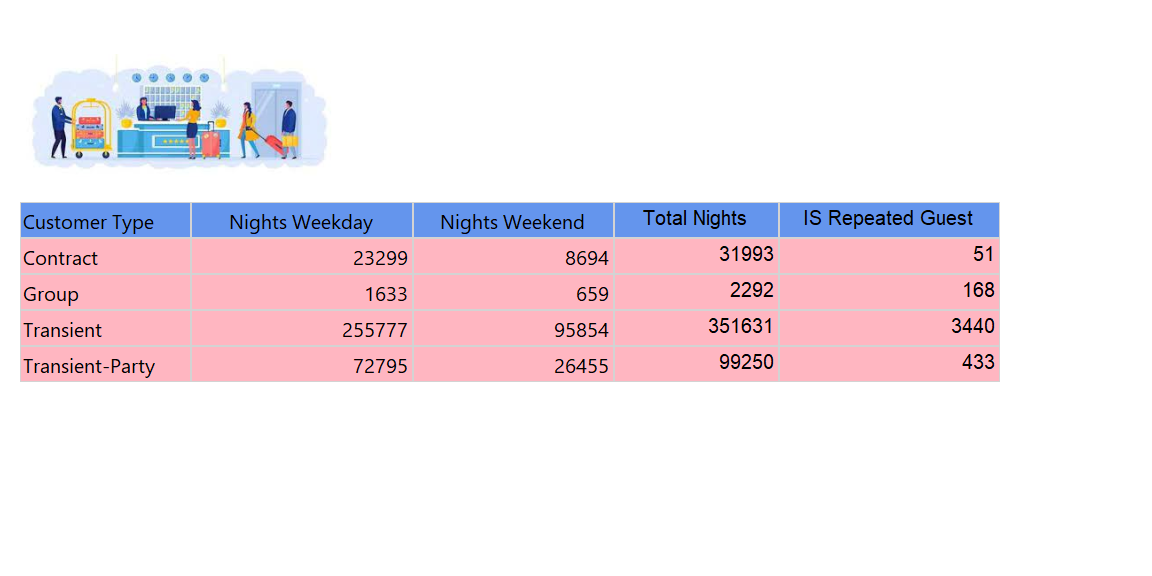 Customer Type Nights Weekday Nights Weekend Total Nights IS Repeated Guest
Contract 23299 8694 31993 51
Group 1633 659 2292 168
Transient 255777 95854 351631 3440
Transient-Party 72795 26455 99250 433